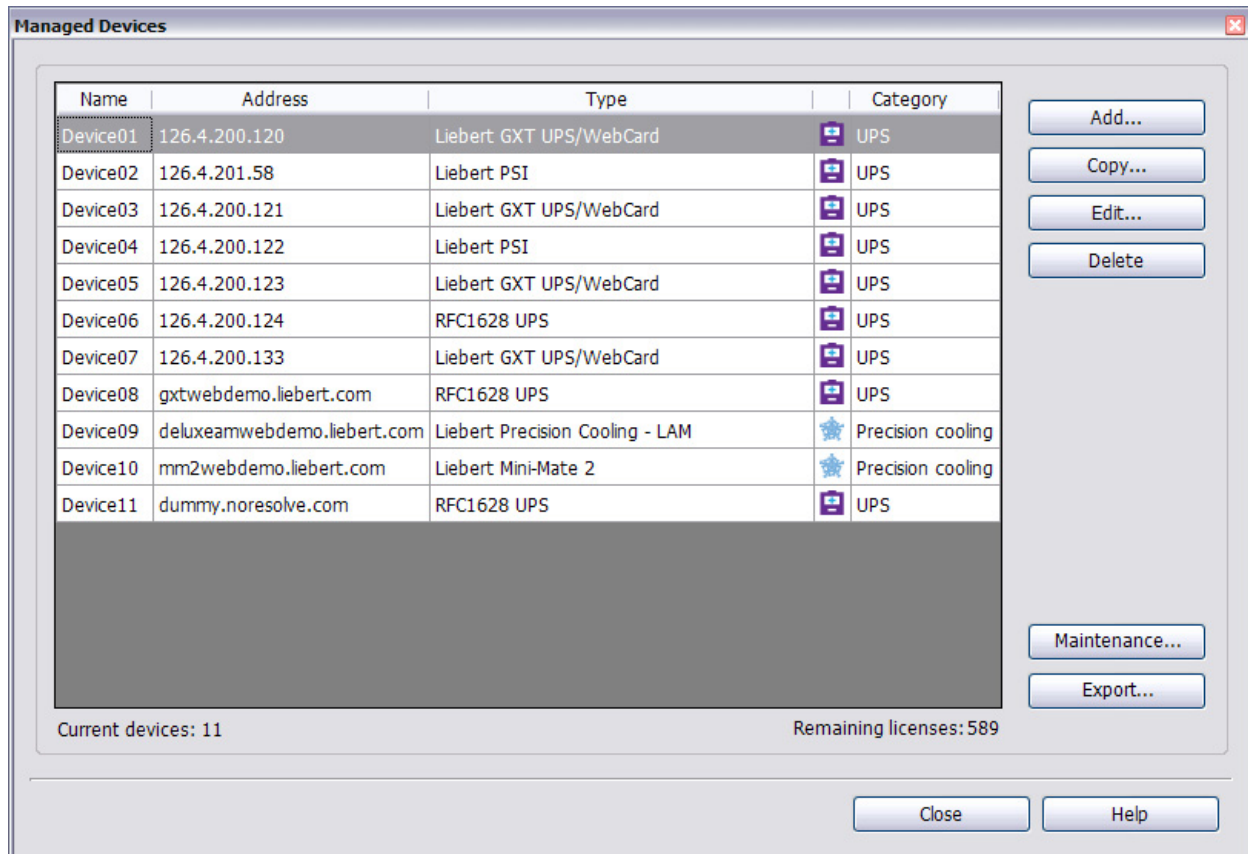 Managed Devices
Name Address Type Category
Device01 126.4.200.120 Liebert GXT UPS/WebCard UPS
Device02 126.4.201.58 Liebert PSI UPS
Device03 126.4.200.121 Liebert GXT UPS/WebCard UPS
Device04 126.4.200.122 Liebert PSI UPS
Device05 126.4.200.123 Liebert GXT UPS/WebCard UPS
Device06 126.4.200.124 RFC1628 UPS UPS
Device07 126.4.200.133 Liebert GXT UPS/WebCard UPS
Device08 gxtwebdemo.liebert.com RFC1628 UPS UPS
Device09 deluxeamwebdemo.liebert.com Liebert Precision Cooling - LAM Precision cooling
Device10 mm2webdemo.liebert.com Liebert Mini-Mate 2 Precision cooling
Device11 dummy.noresolve.com RFC1628 UPS UPS
Current devices: 11
Remaining licenses: 589
Add...
Copy...
Edit...
Delete
Maintenance...
Export...
Close
Help